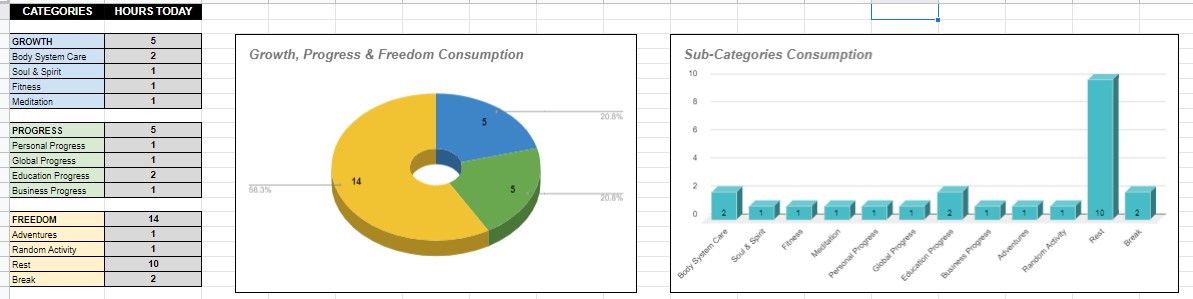 CATEGORIES HOURS TODAY
GROWTH 5
Body System Care 2
Soul & Spirit 1
Fitness 1
Meditation 1
PROGRESS 5
Personal Progress 1
Global Progress 1
Education Progress 2
Business Progress 1
FREEDOM 14
Adventures 1
Random Activity 1
Rest 10
Break 2
Growth, Progress & Freedom Consumption
5
20.8%
14
58.3%
5
20.8%
Sub-Categories Consumption
10
8
6
4
2
0
2 1 1 1 1 1 2 1 1 1 10 2
Body System Care
Soul & Spirit
Fitness
Meditation
Personal Progress
Global Progress
Education Progress
Business Progress
Adventures
Random Activity
Rest
Break